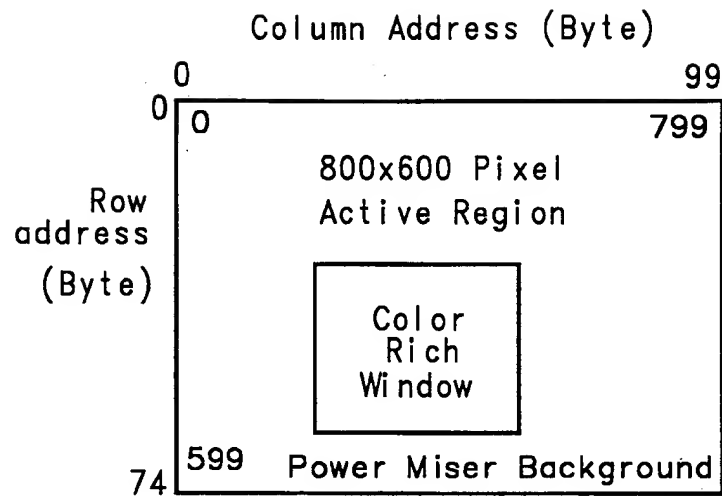 Column Address (Byte)
0 99
0 0 799
800x600 Pixel
Active Region
Row
address
(Byte)
Color
Rich
Window
599 Power Miser Background
74